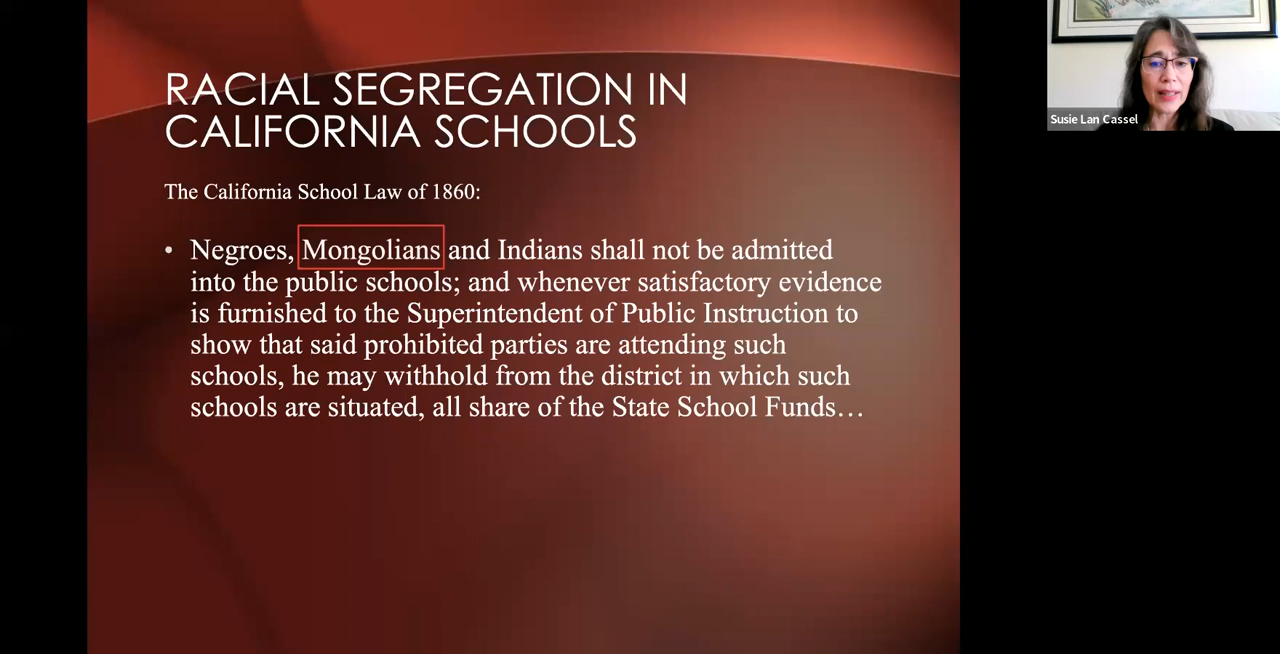 RACIAL SEGREGATION IN
CALIFORNIA SCHOOLS
The California School Law of 1860:
• Negroes, Mongolians and Indians shall not be admitted
into the public schools; and whenever satisfactory evidence
is furnished to the Superintendent of Public Instruction to
show that said prohibited parties are attending such
schools, he may withhold from the district in which such
schools are situated, all share of the State School Funds…
Susie Lan Cassel